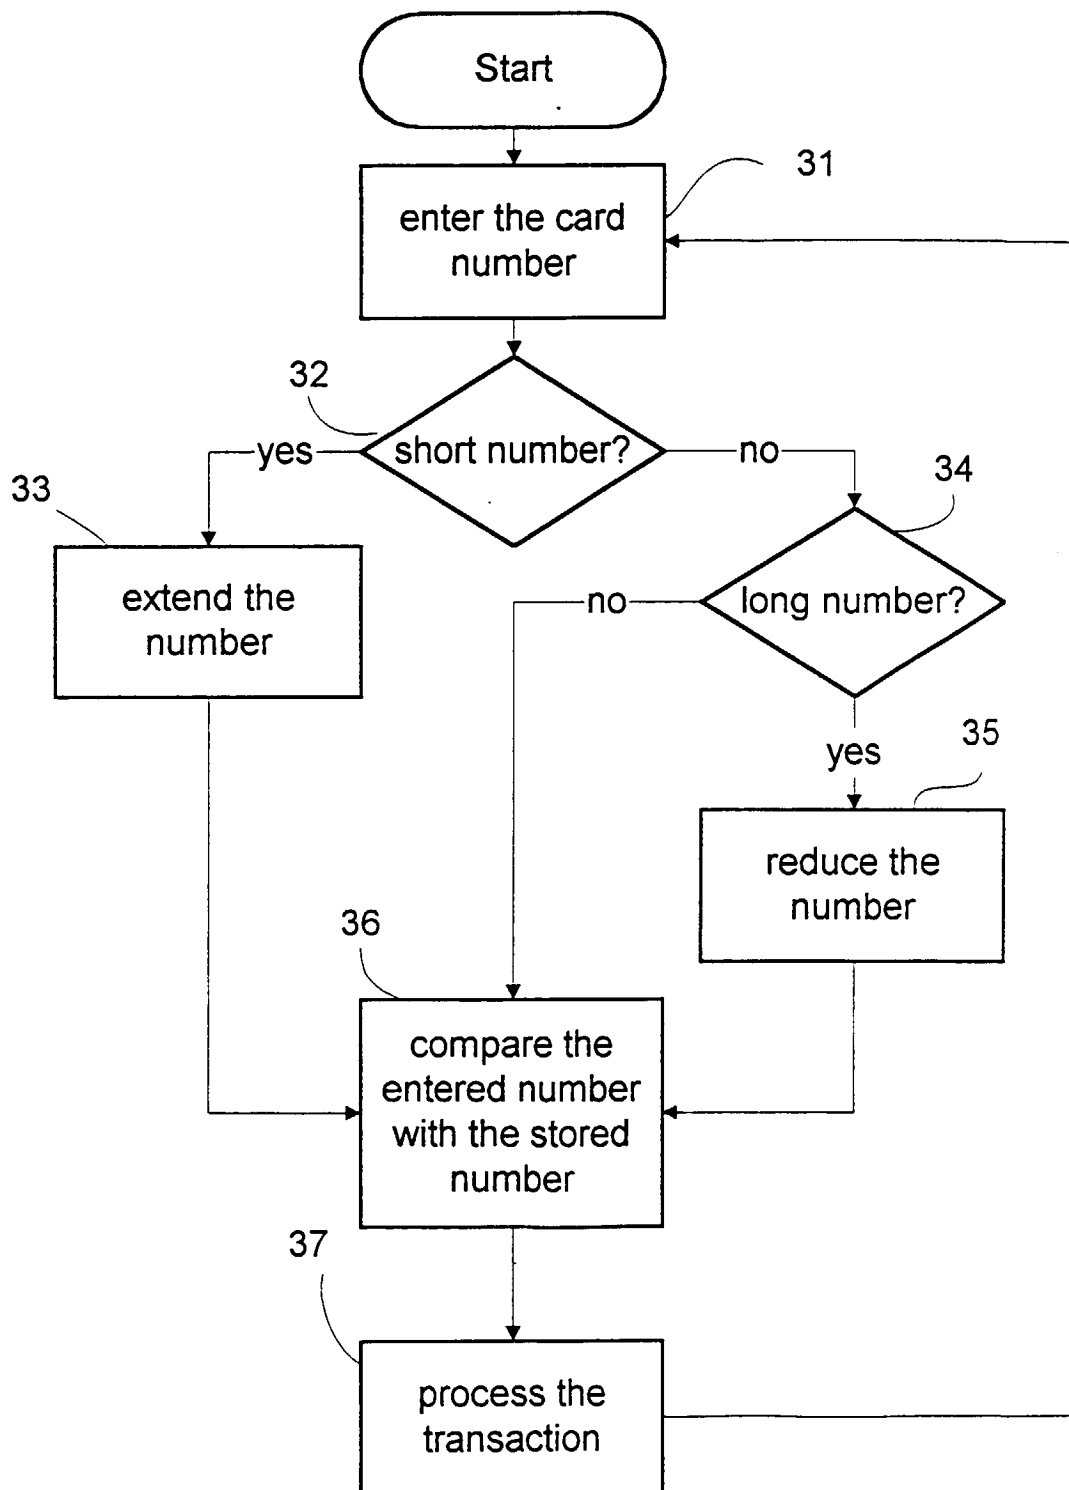 Start
31
enter the card
number
32
short number?
yes
no
33
34
extend the
number
long number?
no
yes
35
reduce the
number
36
compare the
entered number
with the stored
number
37
process the
transaction